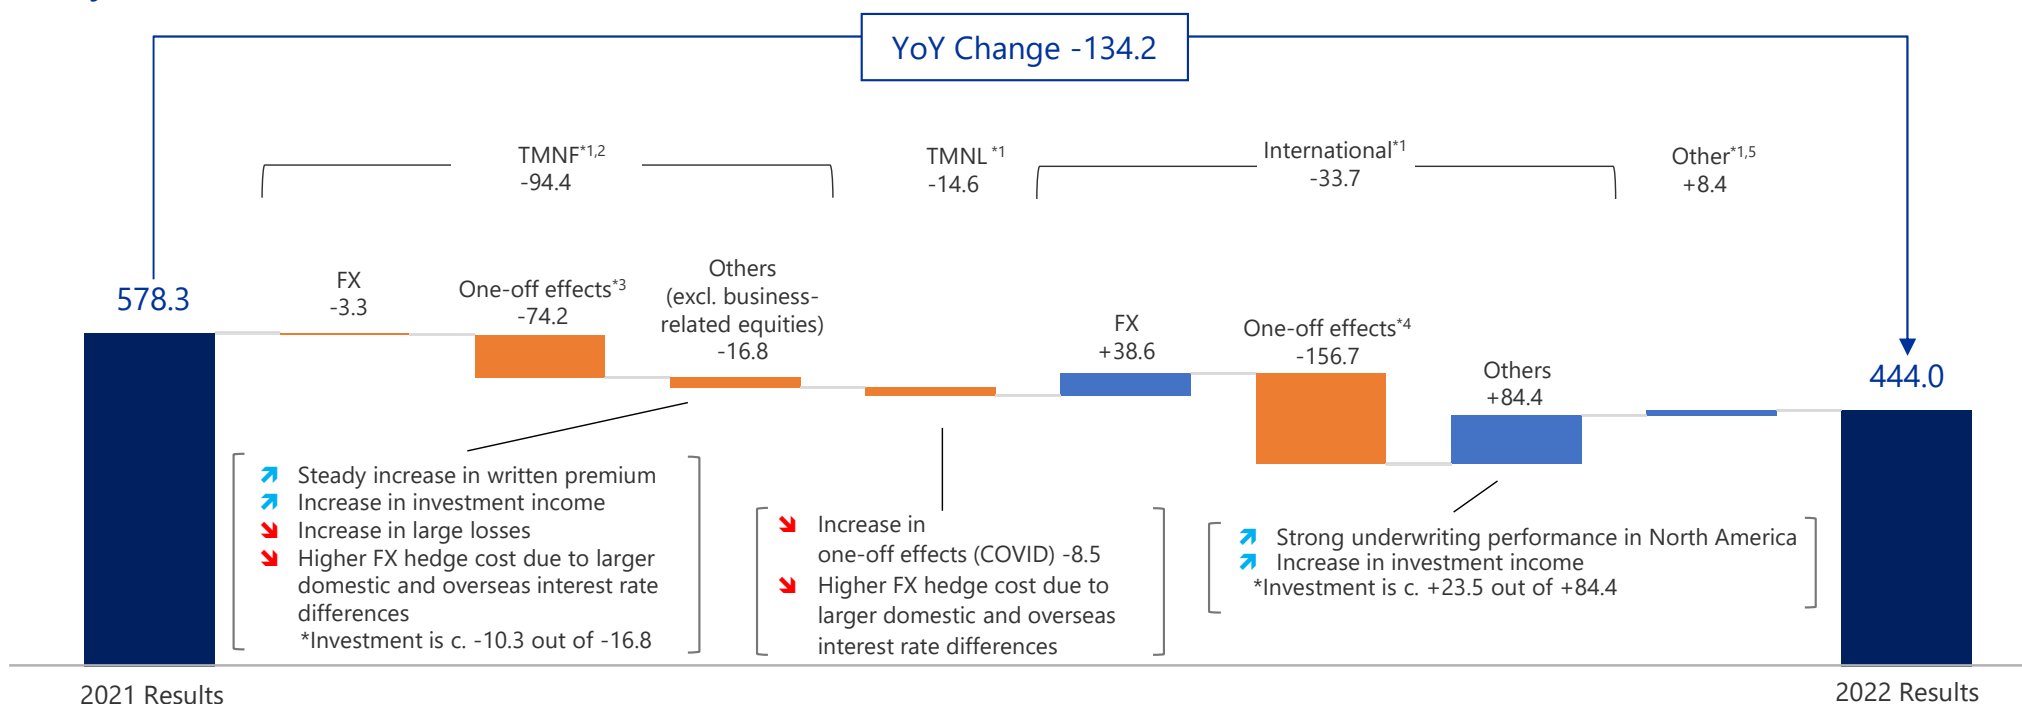 YoY Change -134.2
TMNF*1,2
-94.4
TMNL *1
-14.6
International*1
-33.7
Other*1,5
+8.4
578.3
FX
-3.3
One-off effects*3
-74.2
Others
(excl. business-
related equities)
-16.8
FX
+38.6
One-off effects*4
-156.7
Others
+84.4
444.0
Steady increase in written premium
Increase in investment income
Increase in large losses
Higher FX hedge cost due to larger
domestic and overseas interest rate
differences
*Investment is c. -10.3 out of -16.8
Increase in
one-off effects (COVID) -8.5
Higher FX hedge cost due to
larger domestic and overseas
interest rate differences
Strong underwriting performance in North America
Increase in investment income
*Investment is c. +23.5 out of +84.4
2021 Results
2022 Results